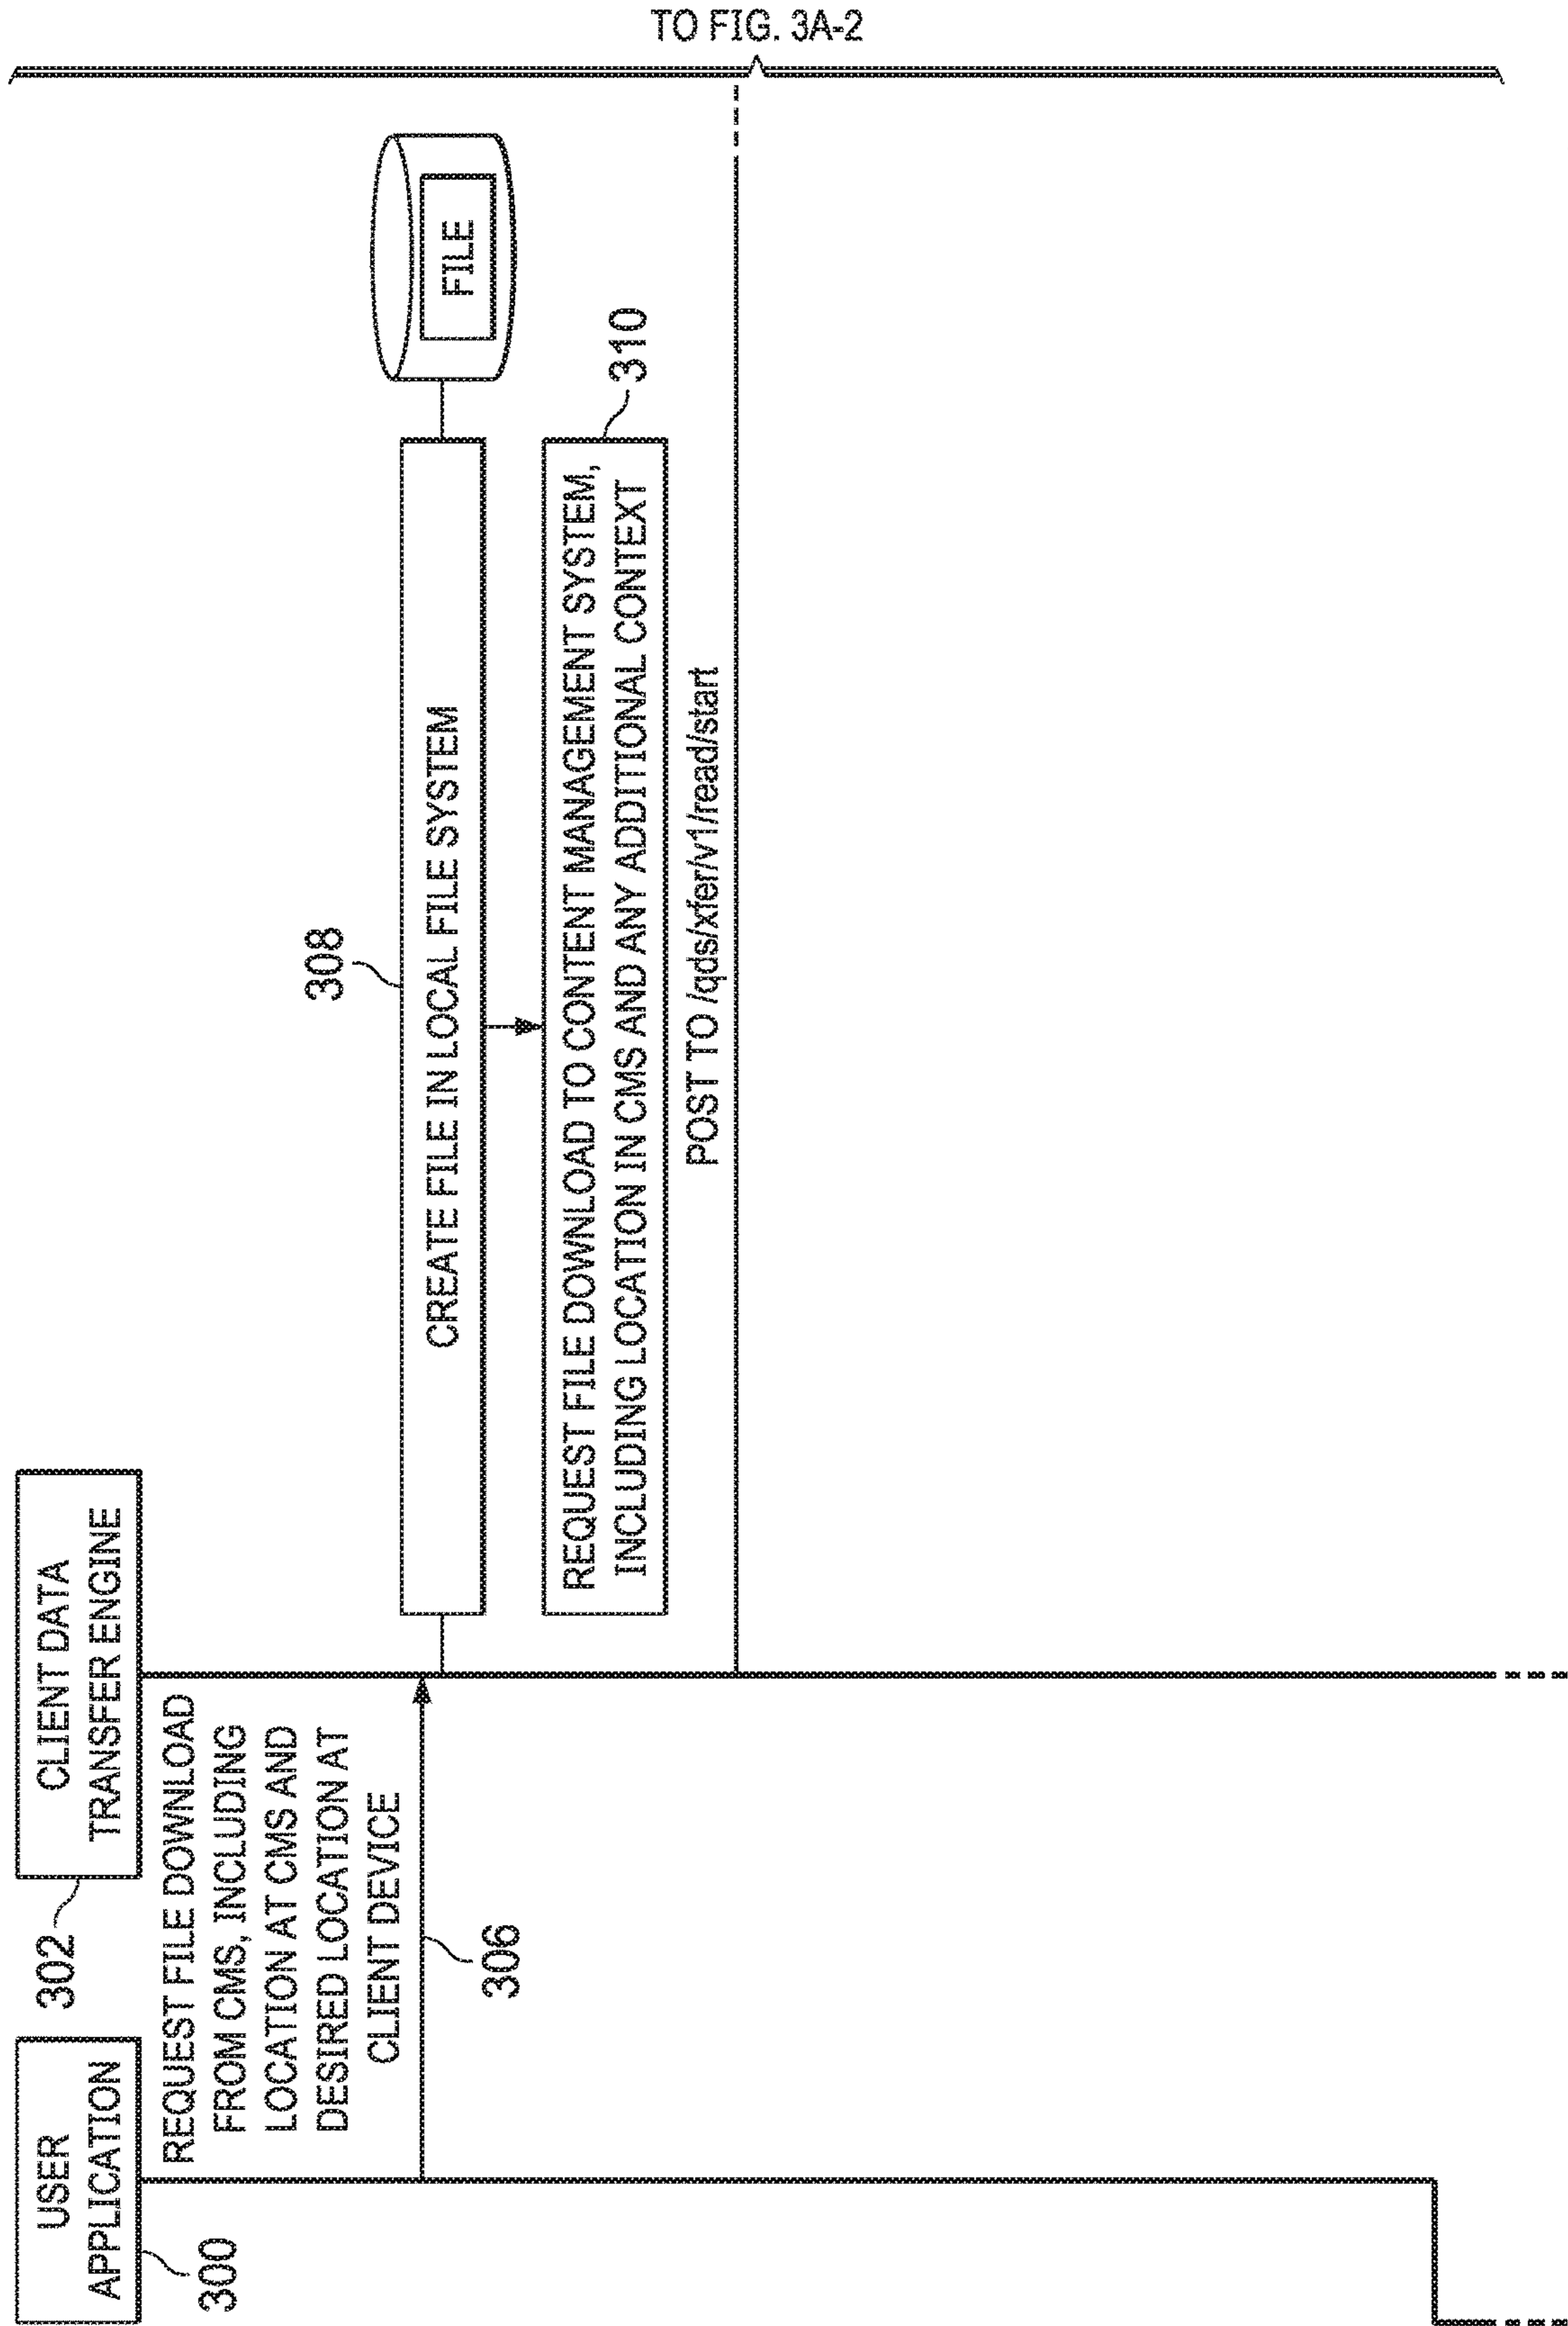 TO FIG. 3A-2
USER
APPLICATION
300
CLIENT DATA
TRANSFER ENGINE
302
REQUEST FILE DOWNLOAD
FROM CMS, INCLUDING
LOCATION AT CMS AND
DESIRED LOCATION AT
CLIENT DEVICE
306
308
CREATE FILE IN LOCAL FILE SYSTEM
FILE
310
REQUEST FILE DOWNLOAD TO CONTENT MANAGEMENT SYSTEM,
INCLUDING LOCATION IN CMS AND ANY ADDITIONAL CONTEXT
POST TO /qds/xfer/v1/read/start